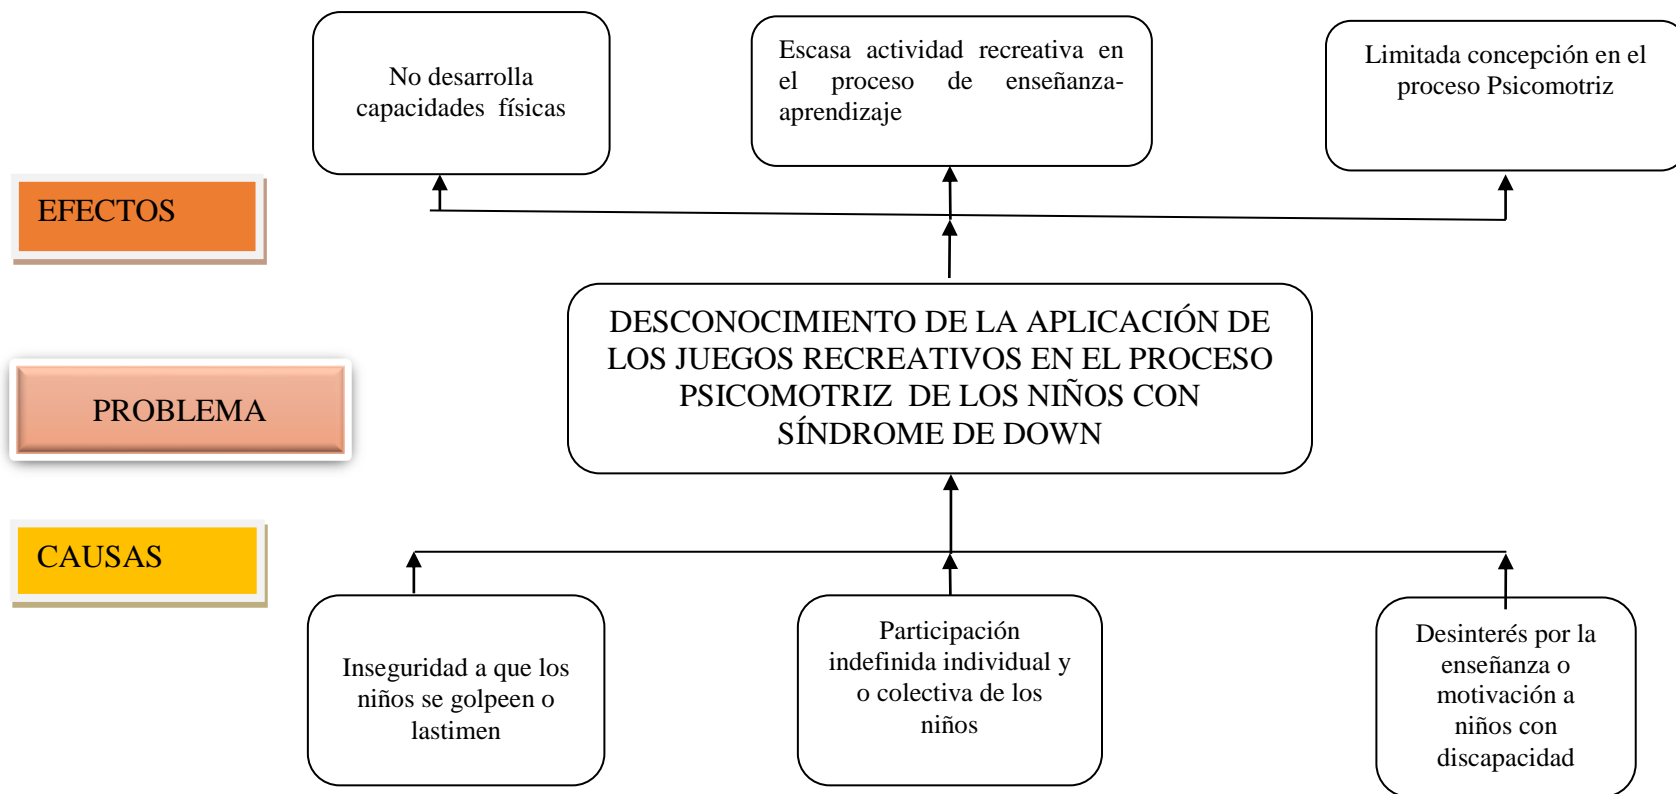 No desarrolla
capacidades físicas
Escasa actividad recreativa en
el proceso de enseñanza-
aprendizaje
Limitada concepción en el
proceso Psicomotriz
EFECTOS
DESCONOCIMIENTO DE LA APLICACIÓN DE
LOS JUEGOS RECREATIVOS EN EL PROCESO
PSICOMOTRIZ DE LOS NIÑOS CON
SÍNDROME DE DOWN
PROBLEMA
CAUSAS
Inseguridad a que los
niños se golpeen o
lastimen
Participación
indefinida individual y
o colectiva de los
niños
Desinterés por la
enseñanza o
motivación a
niños con
discapacidad